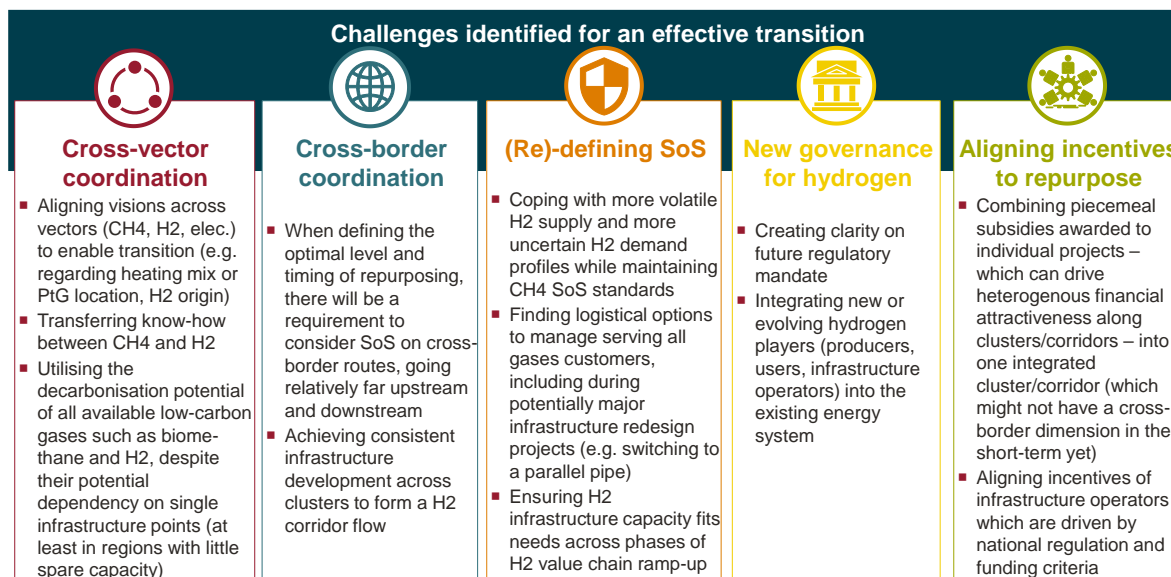 Challenges identified for an effective transition
Cross-vector
coordination
■ Aligning visions across
vectors (CH4, H2, elec.)
to enable transition (e.g.
regarding heating mix or
PtG location, H2 origin)
■ Transferring know-how
between CH4 and H2
■ Utilising the
decarbonisation potential
of all available low-carbon
gases such as biome-
thane and H2, despite
their potential
dependency on single
infrastructure points (at
least in regions with little
spare capacity)
Cross-border
coordination
■ When defining the
optimal level and
timing of repurposing,
there will be a
requirement to
consider SoS on cross-
border routes, going
relatively far upstream
and downstream
■ Achieving consistent
infrastructure
development across
clusters to form a H2
corridor flow
(Re)-defining SoS
■ Coping with more volatile
H2 supply and more
uncertain H2 demand
profiles while maintaining
CH4 SoS standards
■ Finding logistical options
to manage serving all
gases customers,
including during
potentially major
infrastructure redesign
projects (e.g. switching to
a parallel pipe)
■ Ensuring H2
infrastructure capacity fits
needs across phases of
H2 value chain ramp-up
New governance
for hydrogen
■ Creating clarity on
future regulatory
mandate
■ Integrating new or
evolving hydrogen
players (producers,
users, infrastructure
operators) into the
existing energy
system
Aligning incentives
to repurpose
■ Combining piecemeal
subsidies awarded to
individual projects –
which can drive
heterogenous financial
attractiveness along
clusters/corridors – into
one integrated
cluster/corridor (which
might not have a cross-
border dimension in the
short-term yet)
■ Aligning incentives of
infrastructure operators
which are driven by
national regulation and
funding criteria